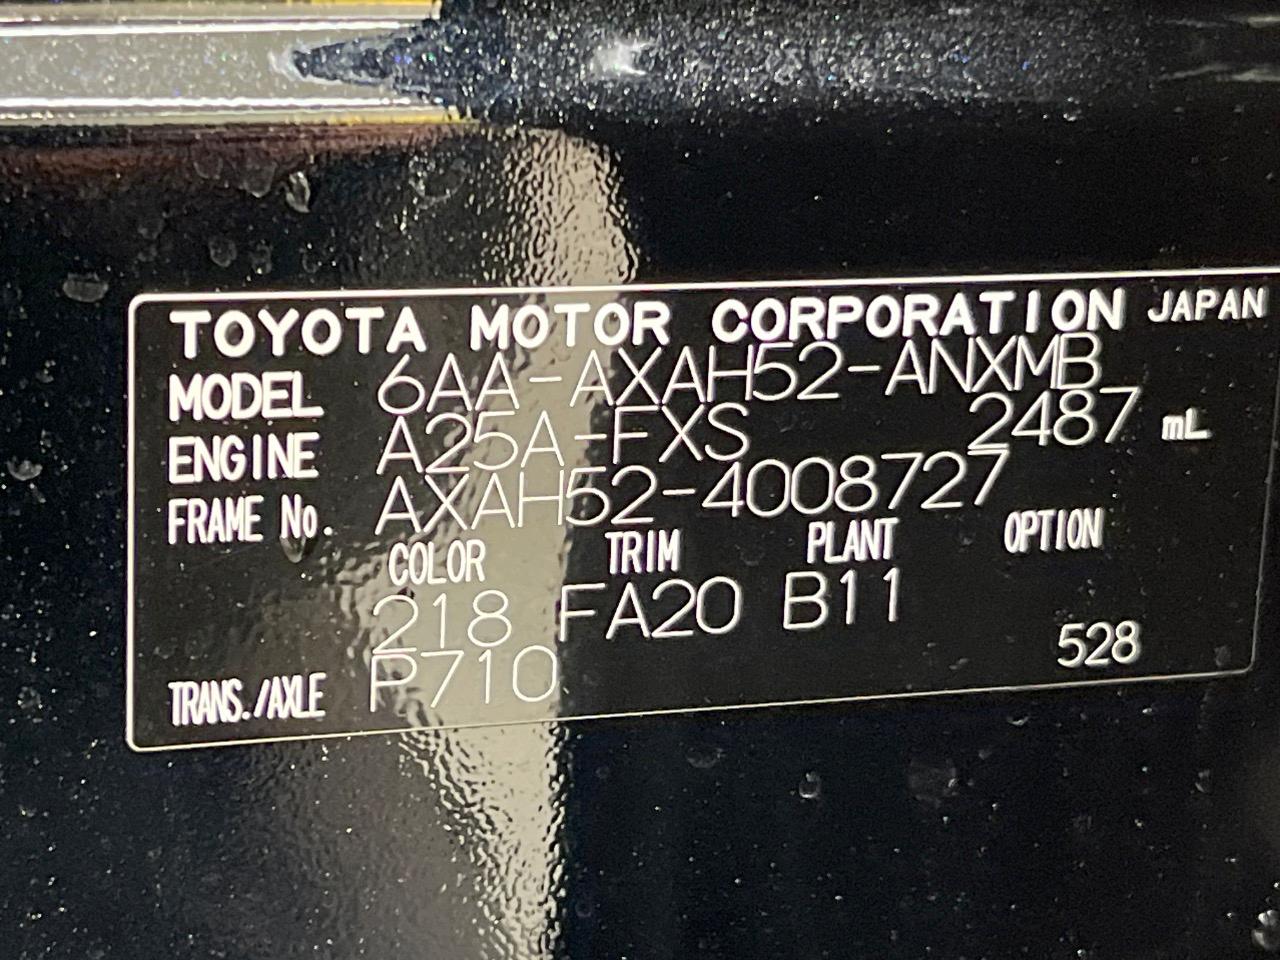 TOYOTA MOTOR CORPORATION JAPAN
MODEL 6AA-AXAH52-ANXMB
ENGINE A25A-FXS 2487 mL
FRAME No. AXAH52-4008727
COLOR TRIM PLANT OPTION
218 FA20 B11
528
TRANS./AXLE P710